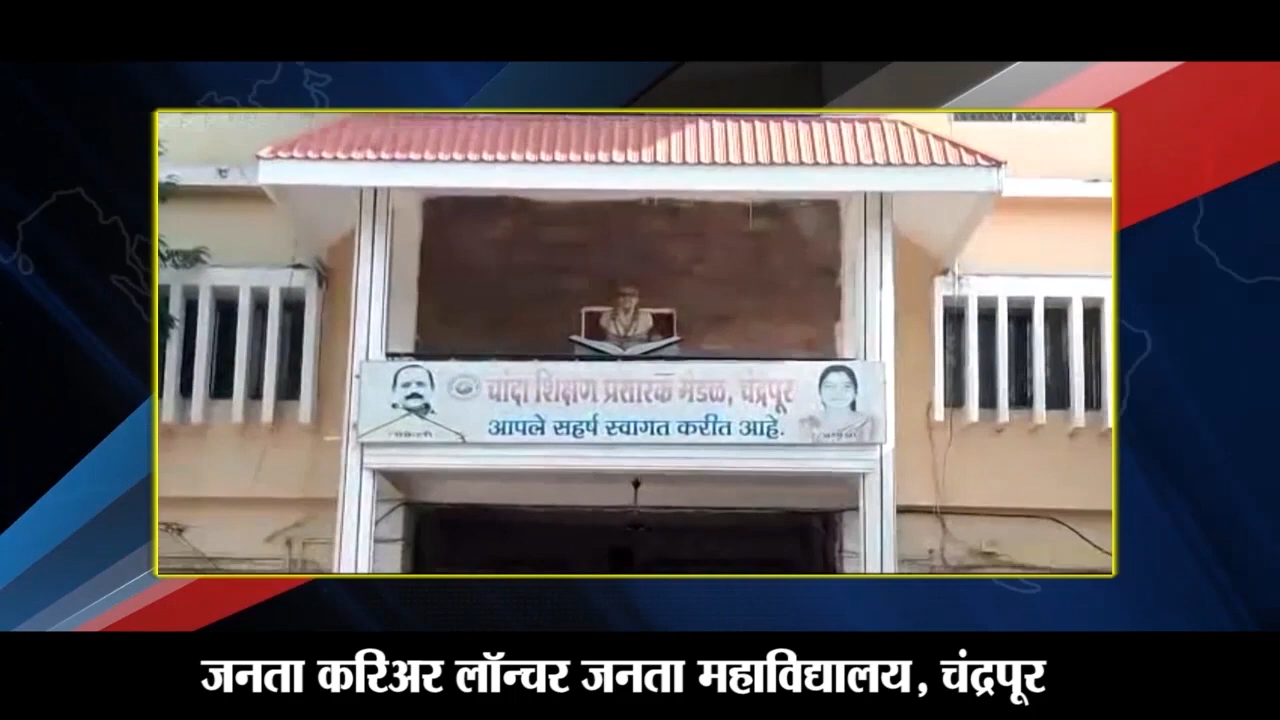 चांदा शिक्षण प्रसारक मंडळ, चंद्रपूर
आपले सहर्ष स्वागत करीत आहे.
जनता करिअर लॉन्चर जनता महाविद्यालय, चंद्रपूर